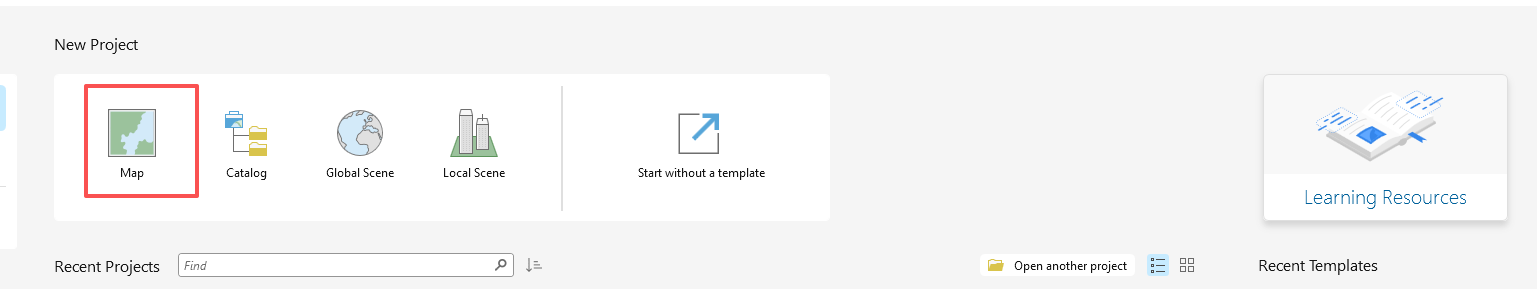 New Project
Map
Catalog
Global Scene
Local Scene
Start without a template
Learning Resources
Recent Projects
Find
Open another project
Recent Templates